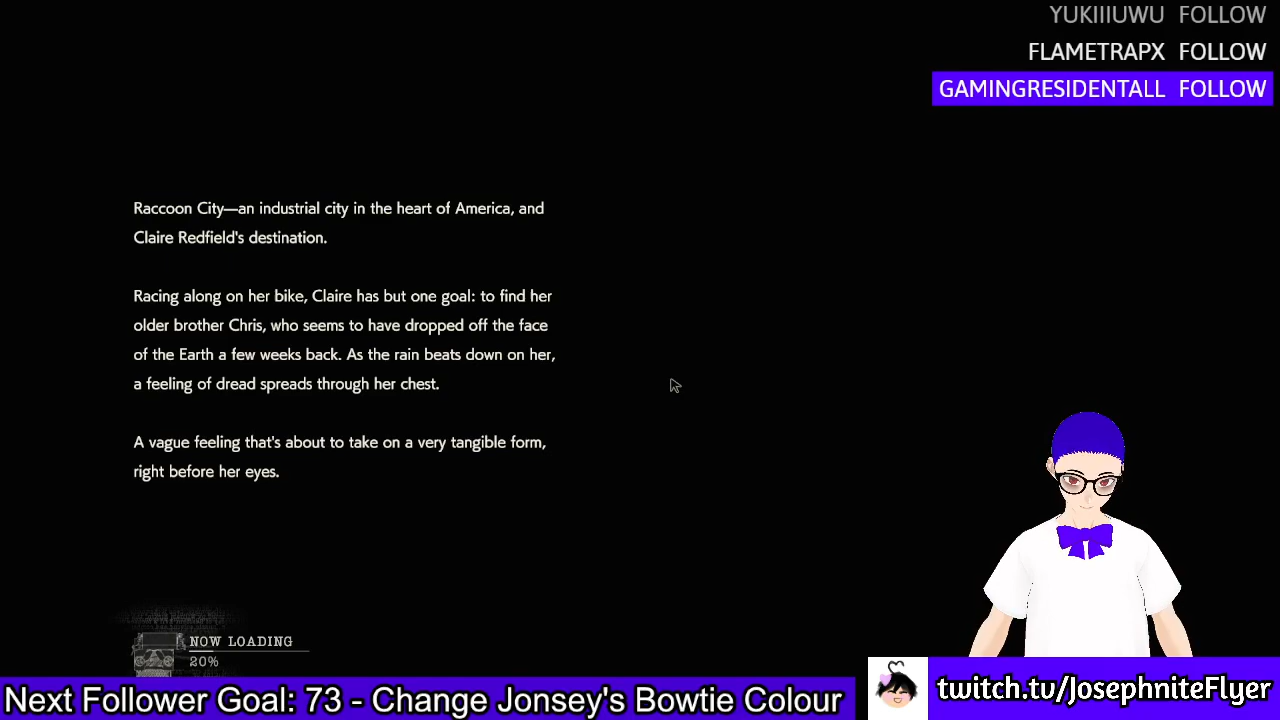 YUKIIIUWU FOLLOW
FLAMETRAPX FOLLOW
GAMINGRESIDENTALL FOLLOW
Raccoon City—an industrial city in the heart of America, and
Claire Redfield's destination.
Racing along on her bike, Claire has but one goal: to find her
older brother Chris, who seems to have dropped off the face
of the Earth a few weeks back. As the rain beats down on her,
a feeling of dread spreads through her chest.
A vague feeling that's about to take on a very tangible form,
right before her eyes.
NOW LOADING
20%
Next Follower Goal: 73 - Change Jonsey's Bowtie Colour
twitch.tv/JosephniteFlyer